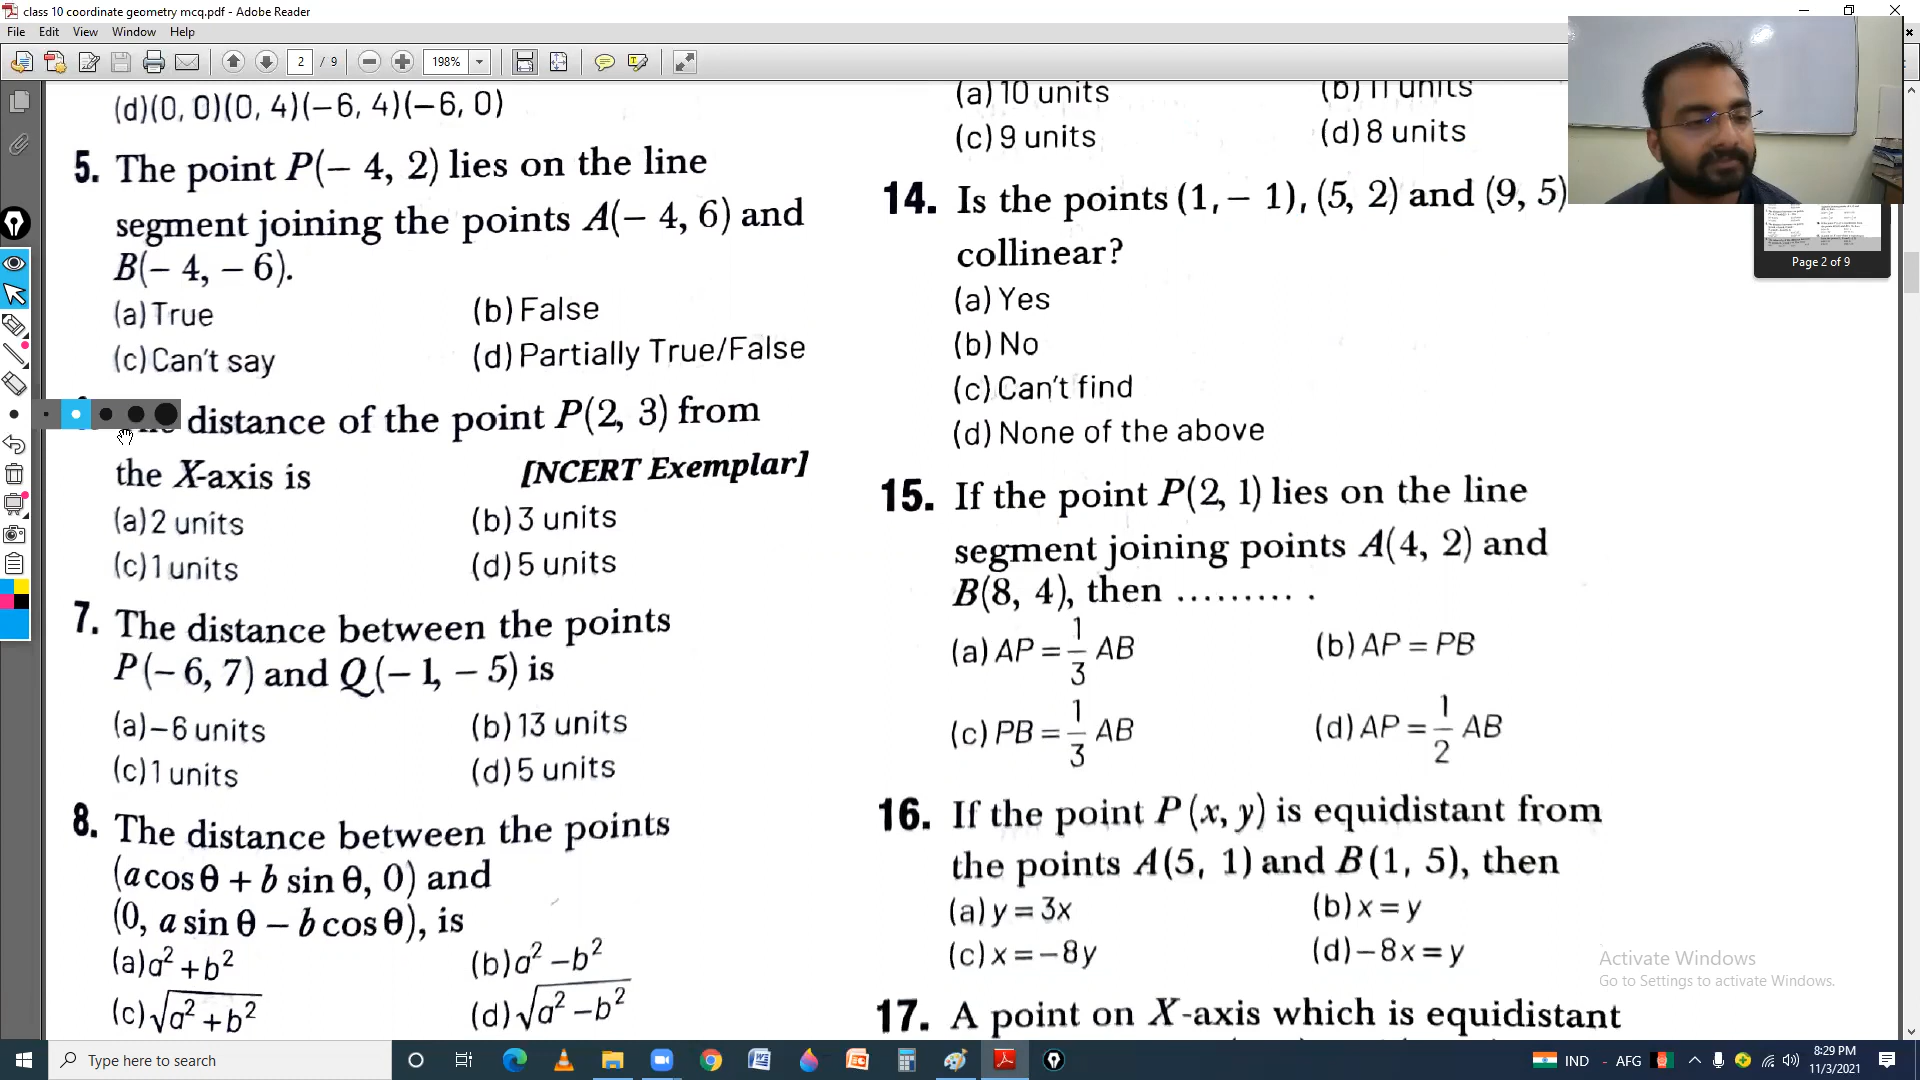 class 10 coordinate geometry mcq.pdf - Adobe Reader
File Edit View Window Help
2 / 9 198%
(d)(0, 0)(0, 4)(−6, 4)(−6, 0)
5. The point P(− 4, 2) lies on the line
segment joining the points A(− 4, 6) and
B(− 4, − 6).
(a) True (b) False
(c) Can't say (d) Partially True/False
distance of the point P(2, 3) from
the X-axis is [NCERT Exemplar]
(a) 2 units (b) 3 units
(c) 1 units (d) 5 units
7. The distance between the points
P(− 6, 7) and Q(− 1, − 5) is
(a) −6 units (b) 13 units
(c) 1 units (d) 5 units
8. The distance between the points
(a cos θ + b sin θ, 0) and
(0, a sin θ − b cos θ), is
(a) a² + b² (b) a² − b²
(c) √(a² + b²) (d) √(a² − b²)
(a) 10 units (b) 11 units
(c) 9 units (d) 8 units
14. Is the points (1, − 1), (5, 2) and (9, 5)
collinear?
(a) Yes
(b) No
(c) Can't find
(d) None of the above
15. If the point P(2, 1) lies on the line
segment joining points A(4, 2) and
B(8, 4), then ......... .
(a) AP = 1/3 AB (b) AP = PB
(c) PB = 1/3 AB (d) AP = 1/2 AB
16. If the point P(x, y) is equidistant from
the points A(5, 1) and B(1, 5), then
(a) y = 3x (b) x = y
(c) x = −8y (d) −8x = y
17. A point on X-axis which is equidistant
Page 2 of 9
Activate Windows
Go to Settings to activate Windows.
Type here to search
IND AFG
8:29 PM
11/3/2021